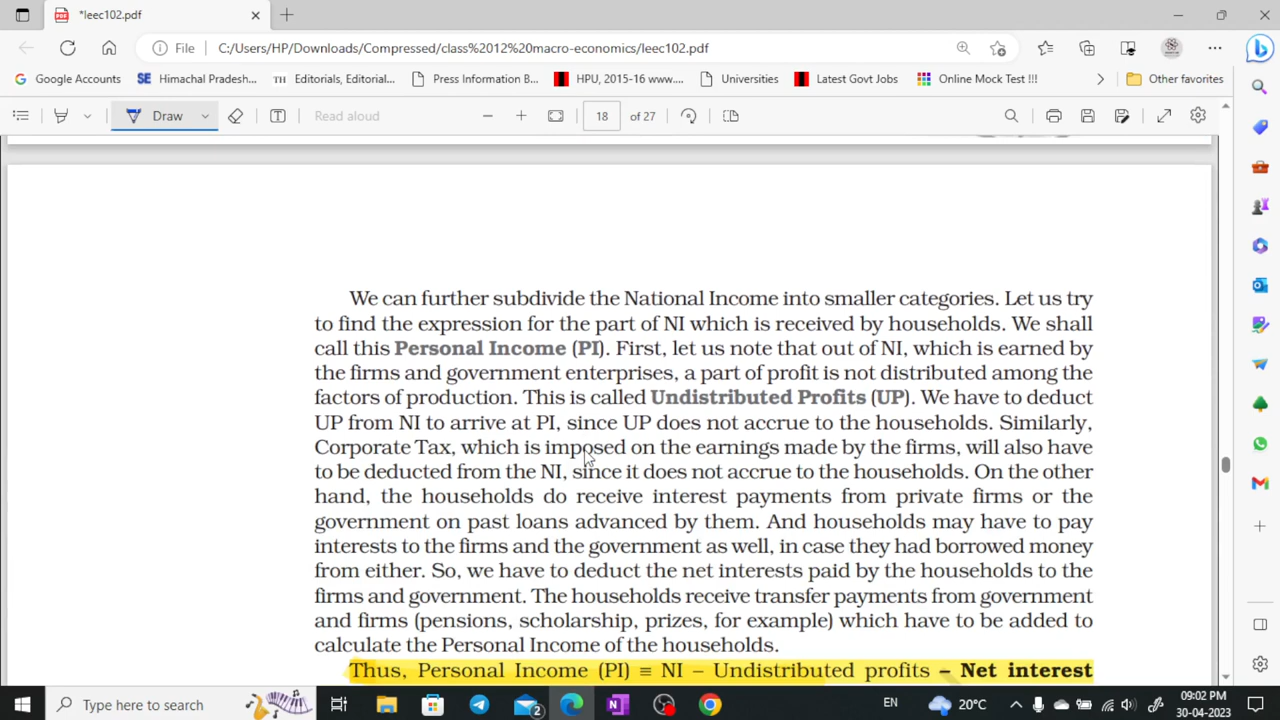 *leec102.pdf
File
C:/Users/HP/Downloads/Compressed/class%2012%20macro-economics/leec102.pdf
Google Accounts
SE Himachal Pradesh...
TH Editorials, Editorial...
Press Information B...
HPU, 2015-16 www....
Universities
Latest Govt Jobs
Online Mock Test !!!
Other favorites
Draw
Read aloud
18 of 27
We can further subdivide the National Income into smaller categories. Let us try
to find the expression for the part of NI which is received by households. We shall
call this Personal Income (PI). First, let us note that out of NI, which is earned by
the firms and government enterprises, a part of profit is not distributed among the
factors of production. This is called Undistributed Profits (UP). We have to deduct
UP from NI to arrive at PI, since UP does not accrue to the households. Similarly,
Corporate Tax, which is imposed on the earnings made by the firms, will also have
to be deducted from the NI, since it does not accrue to the households. On the other
hand, the households do receive interest payments from private firms or the
government on past loans advanced by them. And households may have to pay
interests to the firms and the government as well, in case they had borrowed money
from either. So, we have to deduct the net interests paid by the households to the
firms and government. The households receive transfer payments from government
and firms (pensions, scholarship, prizes, for example) which have to be added to
calculate the Personal Income of the households.
Thus, Personal Income (PI) ≡ NI – Undistributed profits – Net interest
Type here to search
2
EN
20°C
09:02 PM
30-04-2023